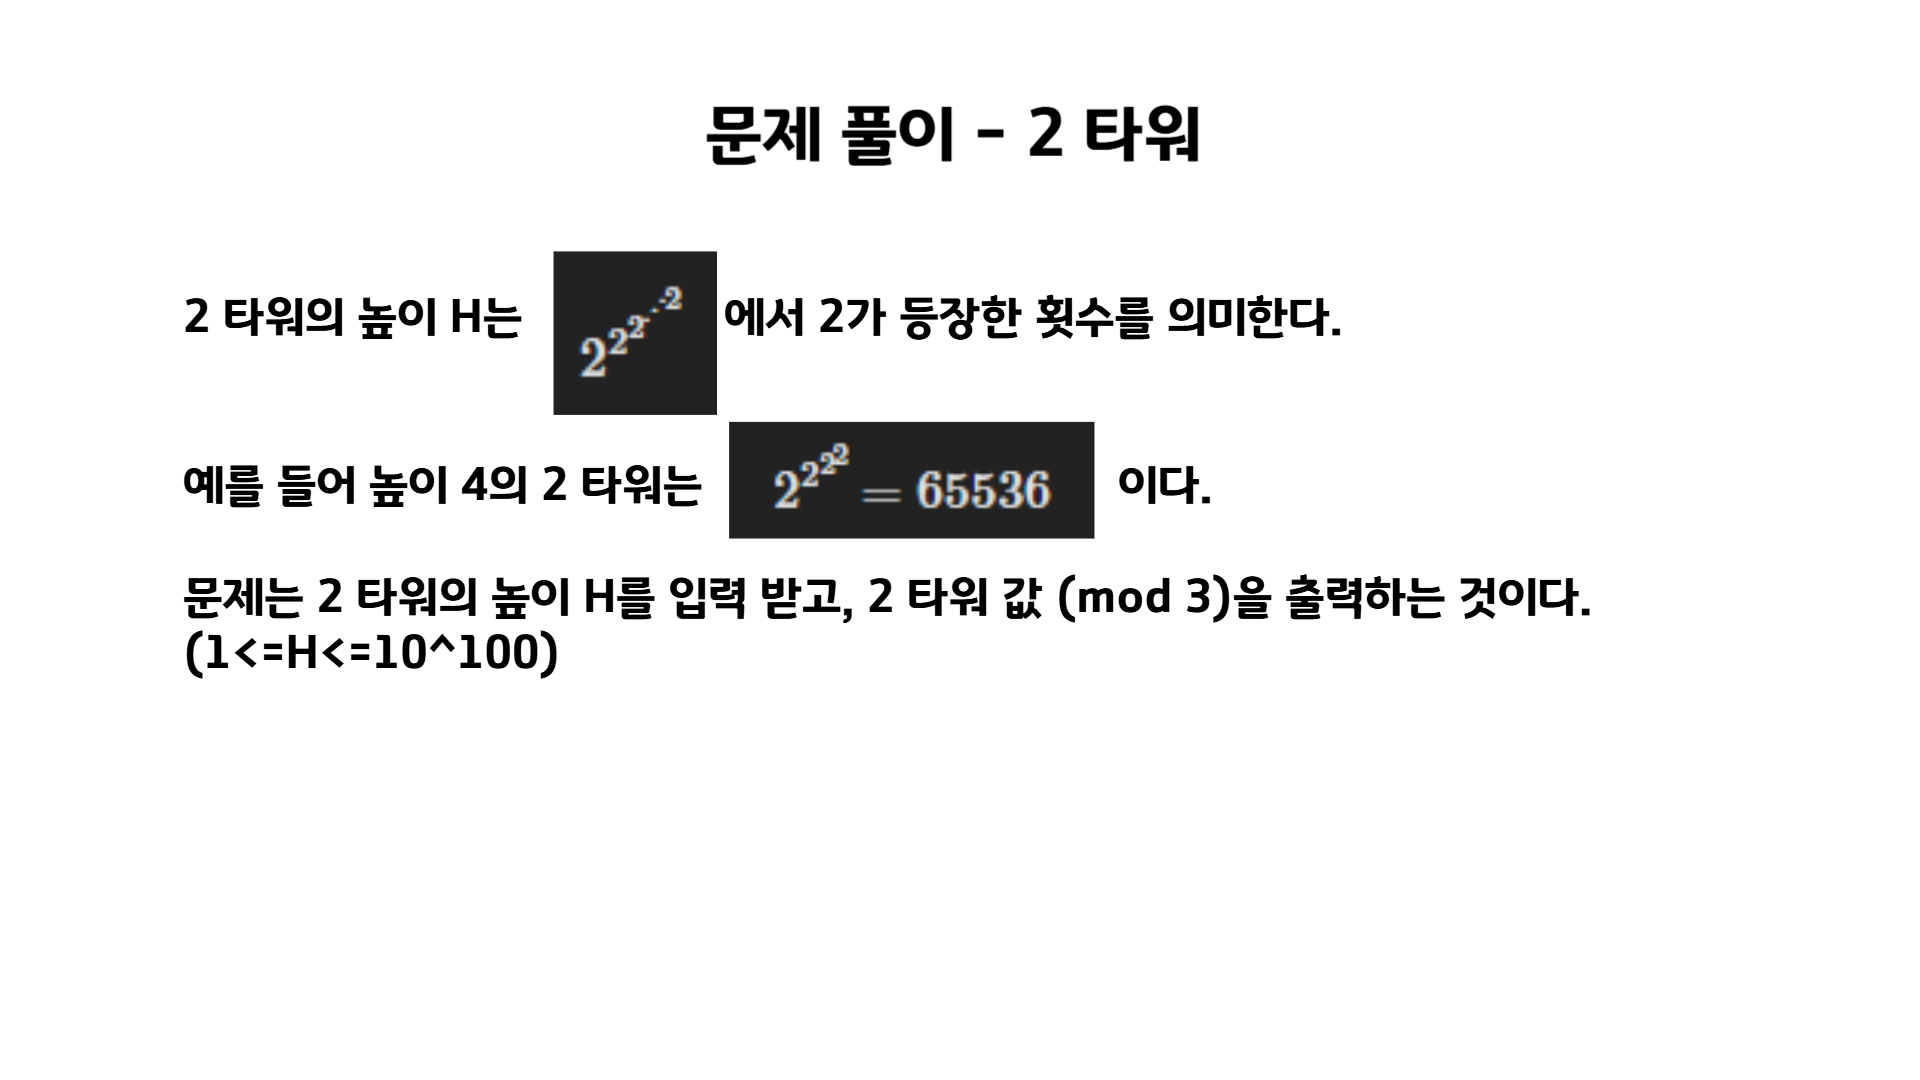 문제 풀이 - 2 타워
2 타워의 높이 H는 2^2^2^⋰^2 에서 2가 등장한 횟수를 의미한다.
예를 들어 높이 4의 2 타워는 2^2^2^2 = 65536 이다.
문제는 2 타워의 높이 H를 입력 받고, 2 타워 값 (mod 3)을 출력하는 것이다.
(1<=H<=10^100)